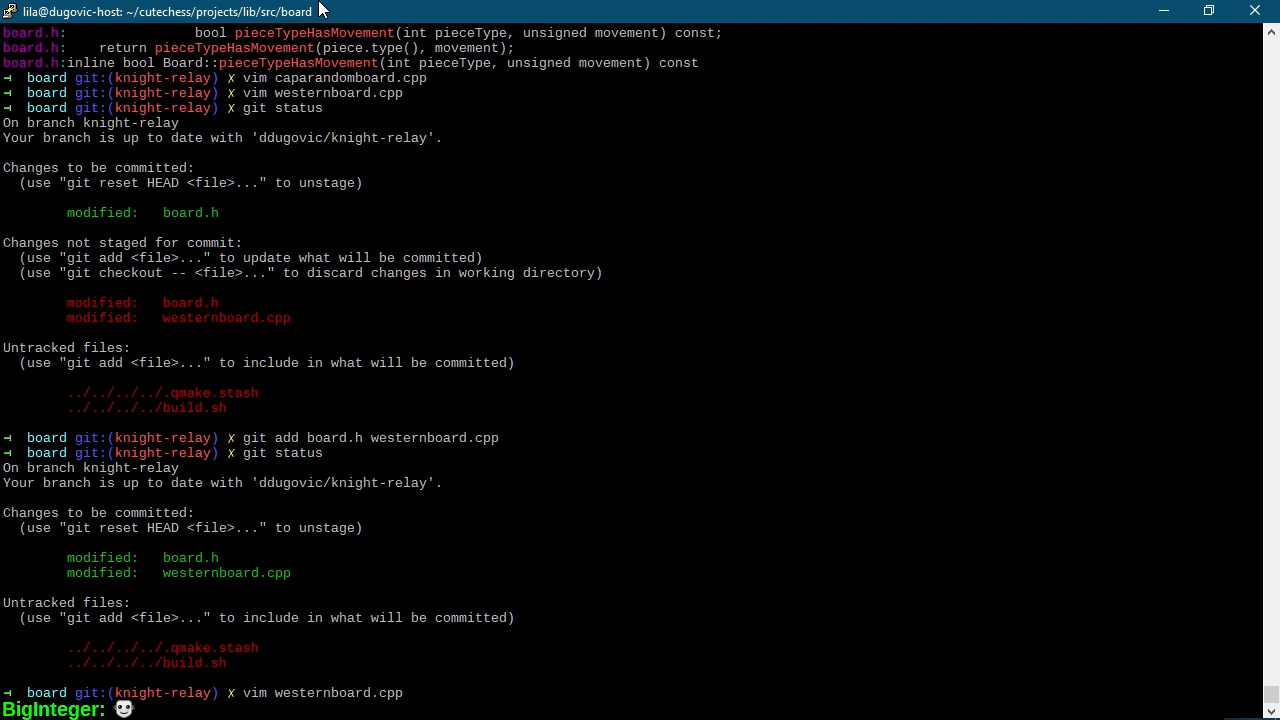 lila@dugovic-host: ~/cutechess/projects/lib/src/board
board.h:                bool pieceTypeHasMovement(int pieceType, unsigned movement) const;
board.h:    return pieceTypeHasMovement(piece.type(), movement);
board.h:inline bool Board::pieceTypeHasMovement(int pieceType, unsigned movement) const
→  board git:(knight-relay) ✗ vim caparandomboard.cpp
→  board git:(knight-relay) ✗ vim westernboard.cpp
→  board git:(knight-relay) ✗ git status
On branch knight-relay
Your branch is up to date with 'ddugovic/knight-relay'.
Changes to be committed:
  (use "git reset HEAD <file>..." to unstage)
        modified:   board.h
Changes not staged for commit:
  (use "git add <file>..." to update what will be committed)
  (use "git checkout -- <file>..." to discard changes in working directory)
        modified:   board.h
        modified:   westernboard.cpp
Untracked files:
  (use "git add <file>..." to include in what will be committed)
        ../../../../.qmake.stash
        ../../../../build.sh
→  board git:(knight-relay) ✗ git add board.h westernboard.cpp
→  board git:(knight-relay) ✗ git status
On branch knight-relay
Your branch is up to date with 'ddugovic/knight-relay'.
Changes to be committed:
  (use "git reset HEAD <file>..." to unstage)
        modified:   board.h
        modified:   westernboard.cpp
Untracked files:
  (use "git add <file>..." to include in what will be committed)
        ../../../../.qmake.stash
        ../../../../build.sh
→  board git:(knight-relay) ✗ vim westernboard.cpp
BigInteger: